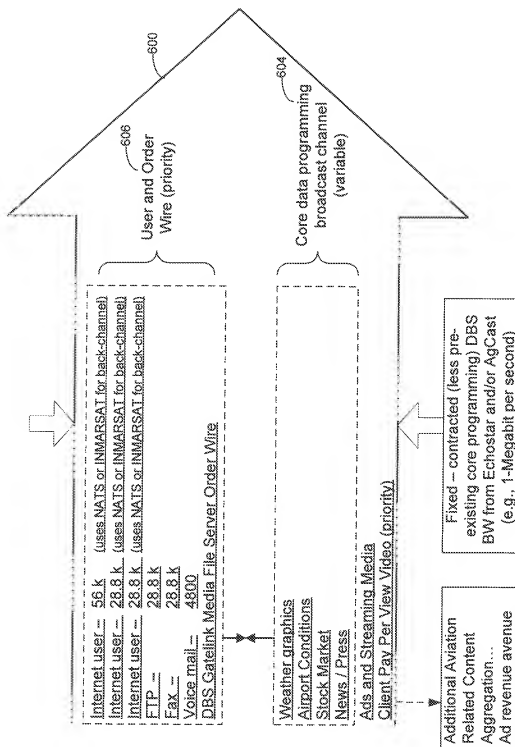 600
606
User and Order
Wire (priority)
604
Core data programming
broadcast channel
(variable)
Internet user -- 56 k (uses NATS or INMARSAT for back-channel)
Internet user -- 28.8 k (uses NATS or INMARSAT for back-channel)
Internet user -- 28.8 k (uses NATS or INMARSAT for back-channel)
FTP -- 28.8 k
Fax -- 28.8 k
Voice mail -- 4800
DBS Gatelink Media File Server Order Wire
Weather graphics
Airport Conditions
Stock Market
News / Press
Ads and Streaming Media
Client Pay Per View Video (priority)
Additional Aviation
Related Content
Aggregation...
Ad revenue avenue
Fixed – contracted (less pre-
existing core programming) DBS
BW from Echostar and/or AgCast
(e.g., 1-Megabit per second)